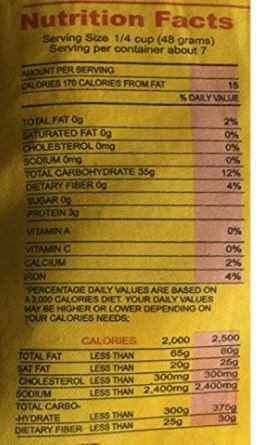 Nutrition Facts
Serving Size 1/4 cup (48 grams)
Serving per container about 7
AMOUNT PER SERVING
CALORIES 170 CALORIES FROM FAT 15
% DAILY VALUE
TOTAL FAT 0g 2%
SATURATED FAT 0g 0%
CHOLESTEROL 0mg 0%
SODIUM 0mg 0%
TOTAL CARBOHYDRATE 35g 12%
DIETARY FIBER 0g 4%
SUGAR 0g
PROTEIN 3g
VITAMIN A 0%
VITAMIN C 0%
CALCIUM 2%
IRON 4%
*PERCENTAGE DAILY VALUES ARE BASED ON
A 2,000 CALORIES DIET. YOUR DAILY VALUES
MAY BE HIGHER OR LOWER DEPENDING ON
YOUR CALORIES NEEDS;
CALORIES 2,000 2,500
TOTAL FAT LESS THAN 65g 80g
SAT FAT LESS THAN 20g 25g
CHOLESTEROL LESS THAN 300mg 300mg
SODIUM LESS THAN 2,400mg 2,400mg
TOTAL CARBO-
-HYDRATE LESS THAN 300g 375g
DIETARY FIBER LESS THAN 25g 30g